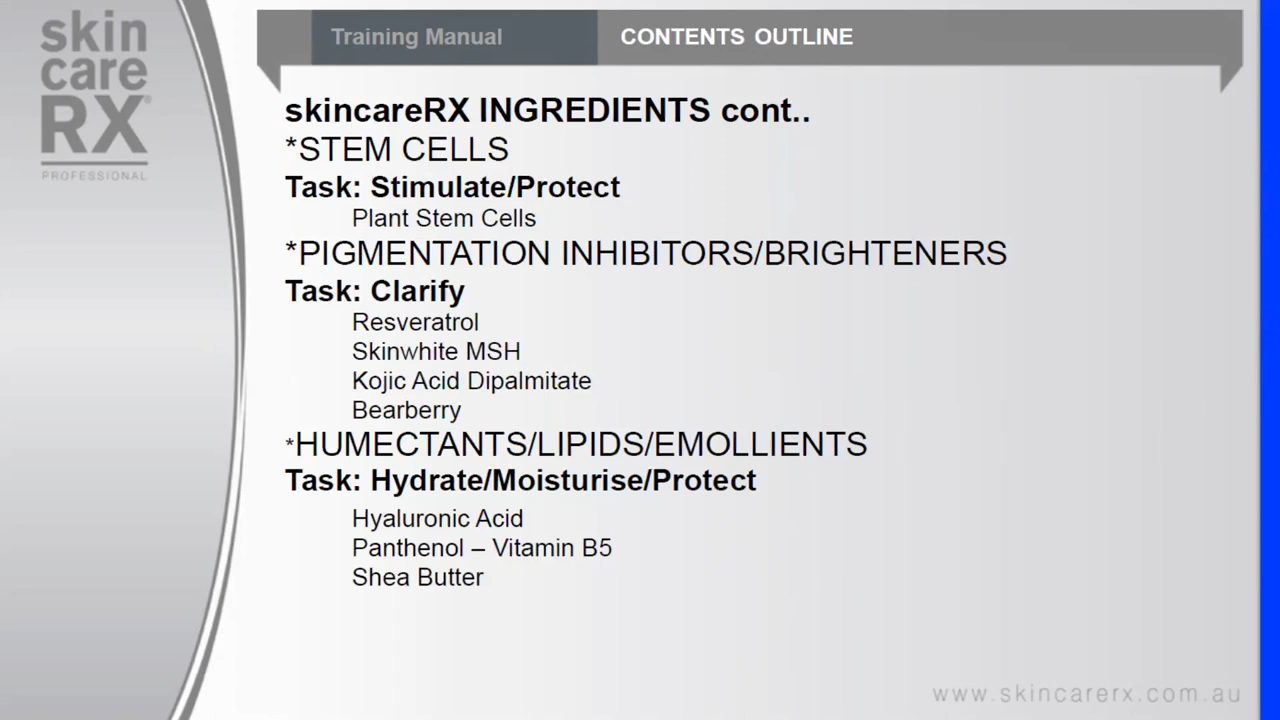 skin
care
RX®
PROFESSIONAL
Training Manual
CONTENTS OUTLINE
skincareRX INGREDIENTS cont..
*STEM CELLS
Task: Stimulate/Protect
Plant Stem Cells
*PIGMENTATION INHIBITORS/BRIGHTENERS
Task: Clarify
Resveratrol
Skinwhite MSH
Kojic Acid Dipalmitate
Bearberry
*HUMECTANTS/LIPIDS/EMOLLIENTS
Task: Hydrate/Moisturise/Protect
Hyaluronic Acid
Panthenol – Vitamin B5
Shea Butter
www.skincarerx.com.au